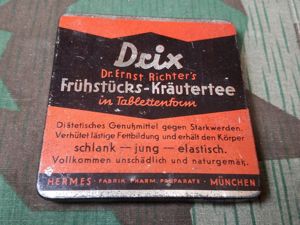 Drix
Dr. Ernst Richter's
Frühstücks-Kräutertee
in Tablettenform
Diätetisches Genußmittel gegen Starkwerden.
Verhütet lästige Fettbildung und erhält den Körper
schlank — jung — elastisch.
Vollkommen unschädlich und naturgemäß.
HERMES · FABRIK PHARM. PRÄPARATE · MÜNCHEN